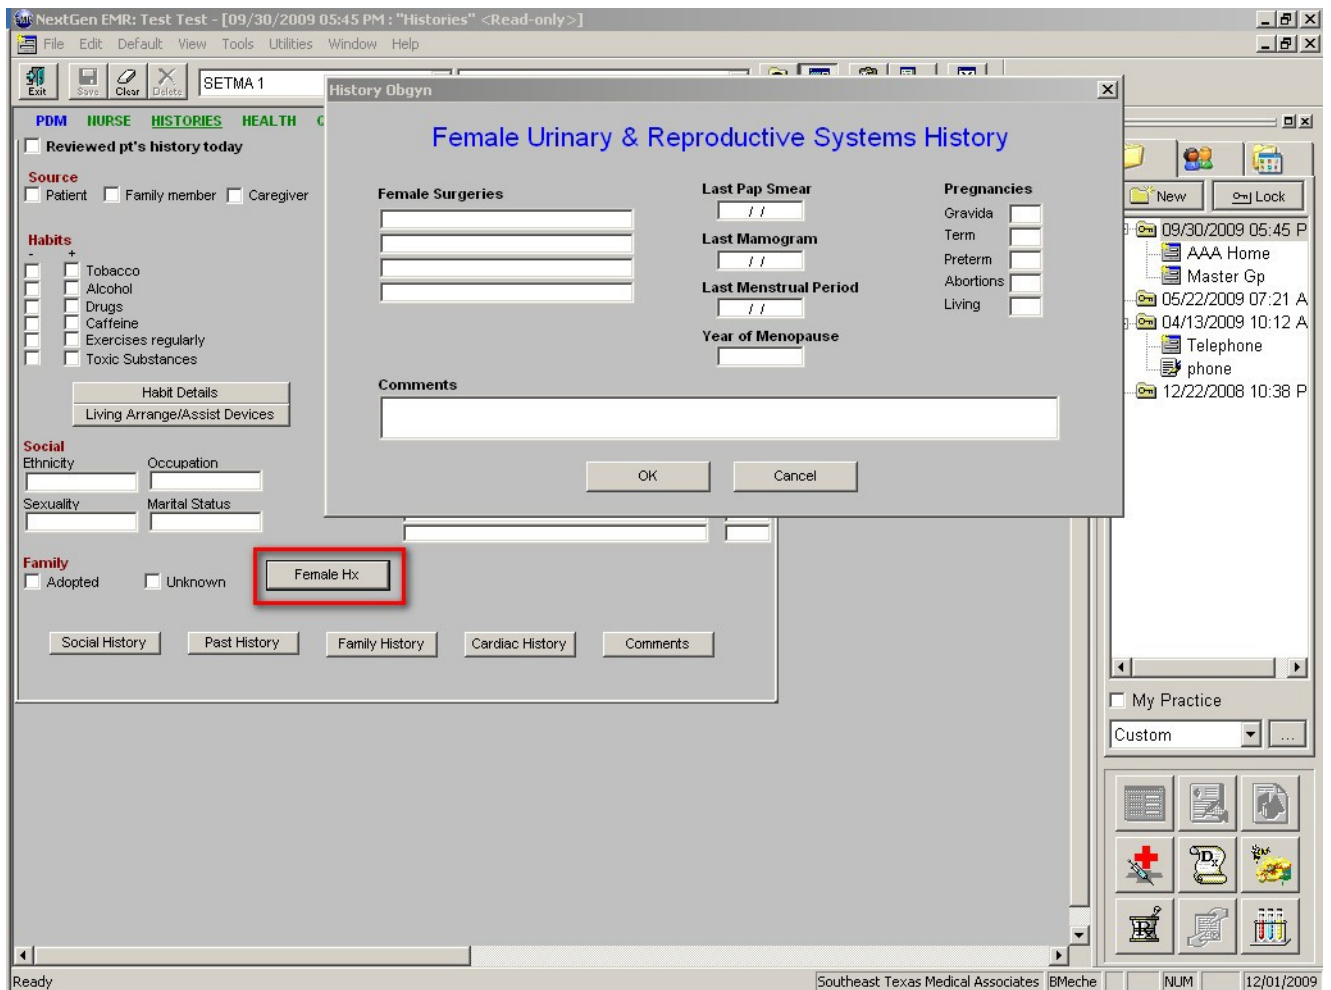 NextGen EMR: Test Test - [09/30/2009 05:45 PM : "Histories" <Read-only>]
File Edit Default View Tools Utilities Window Help
Exit Save Clear Delete SETMA 1
History Obgyn
PDM NURSE HISTORIES HEALTH
Reviewed pt's history today
Source
Patient Family member Caregiver
Habits
- +
Tobacco
Alcohol
Drugs
Caffeine
Exercises regularly
Toxic Substances
Habit Details
Living Arrange/Assist Devices
Social
Ethnicity Occupation
Sexuality Marital Status
Family
Adopted Unknown Female Hx
Social History Past History Family History Cardiac History Comments
Female Urinary & Reproductive Systems History
Female Surgeries
Last Pap Smear
/ /
Last Mamogram
/ /
Last Menstrual Period
/ /
Year of Menopause
Pregnancies
Gravida
Term
Preterm
Abortions
Living
Comments
OK Cancel
New Lock
09/30/2009 05:45 P
AAA Home
Master Gp
05/22/2009 07:21 A
04/13/2009 10:12 A
Telephone
phone
12/22/2008 10:38 P
My Practice
Custom ...
Dx
Rx
Ready Southeast Texas Medical Associates BMeche NUM 12/01/2009